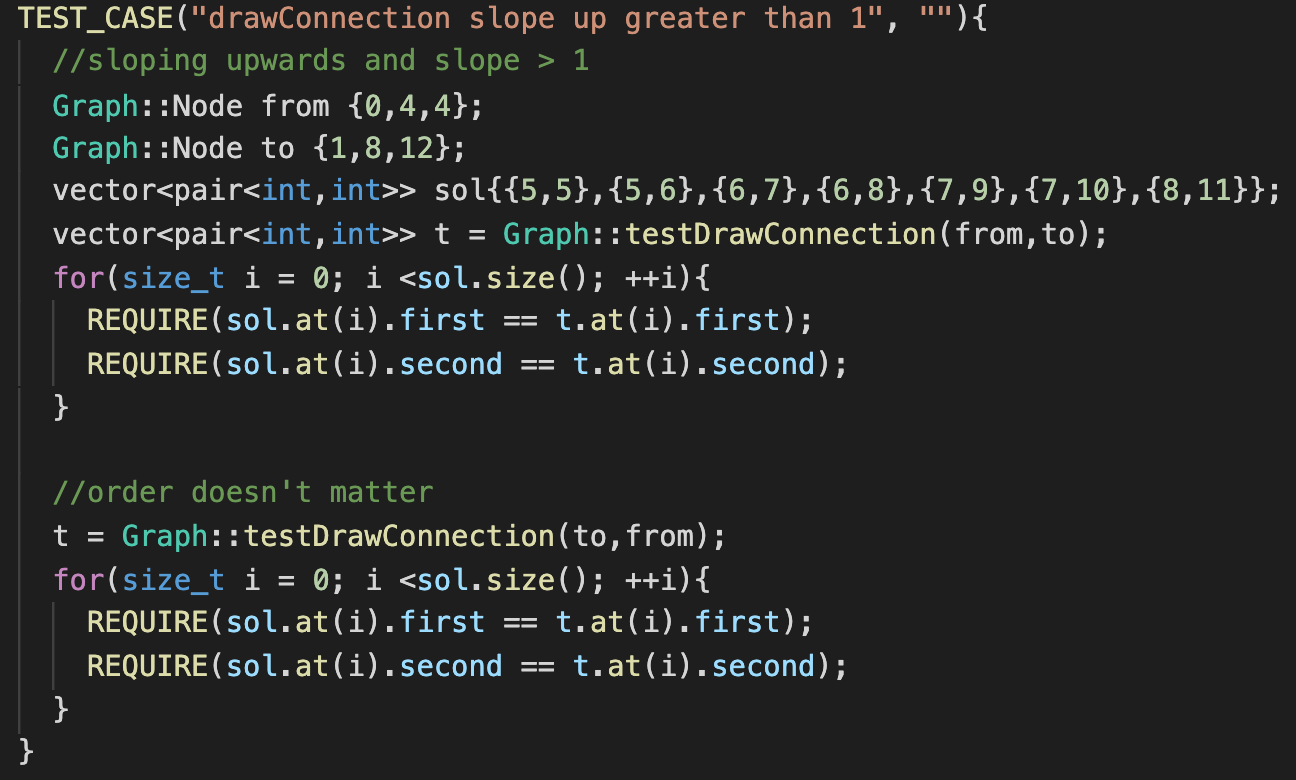 TEST_CASE("drawConnection slope up greater than 1", ""){
  //sloping upwards and slope > 1
  Graph::Node from {0,4,4};
  Graph::Node to {1,8,12};
  vector<pair<int,int>> sol{{5,5},{5,6},{6,7},{6,8},{7,9},{7,10},{8,11}};
  vector<pair<int,int>> t = Graph::testDrawConnection(from,to);
  for(size_t i = 0; i <sol.size(); ++i){
    REQUIRE(sol.at(i).first == t.at(i).first);
    REQUIRE(sol.at(i).second == t.at(i).second);
  }

  //order doesn't matter
  t = Graph::testDrawConnection(to,from);
  for(size_t i = 0; i <sol.size(); ++i){
    REQUIRE(sol.at(i).first == t.at(i).first);
    REQUIRE(sol.at(i).second == t.at(i).second);
  }
}